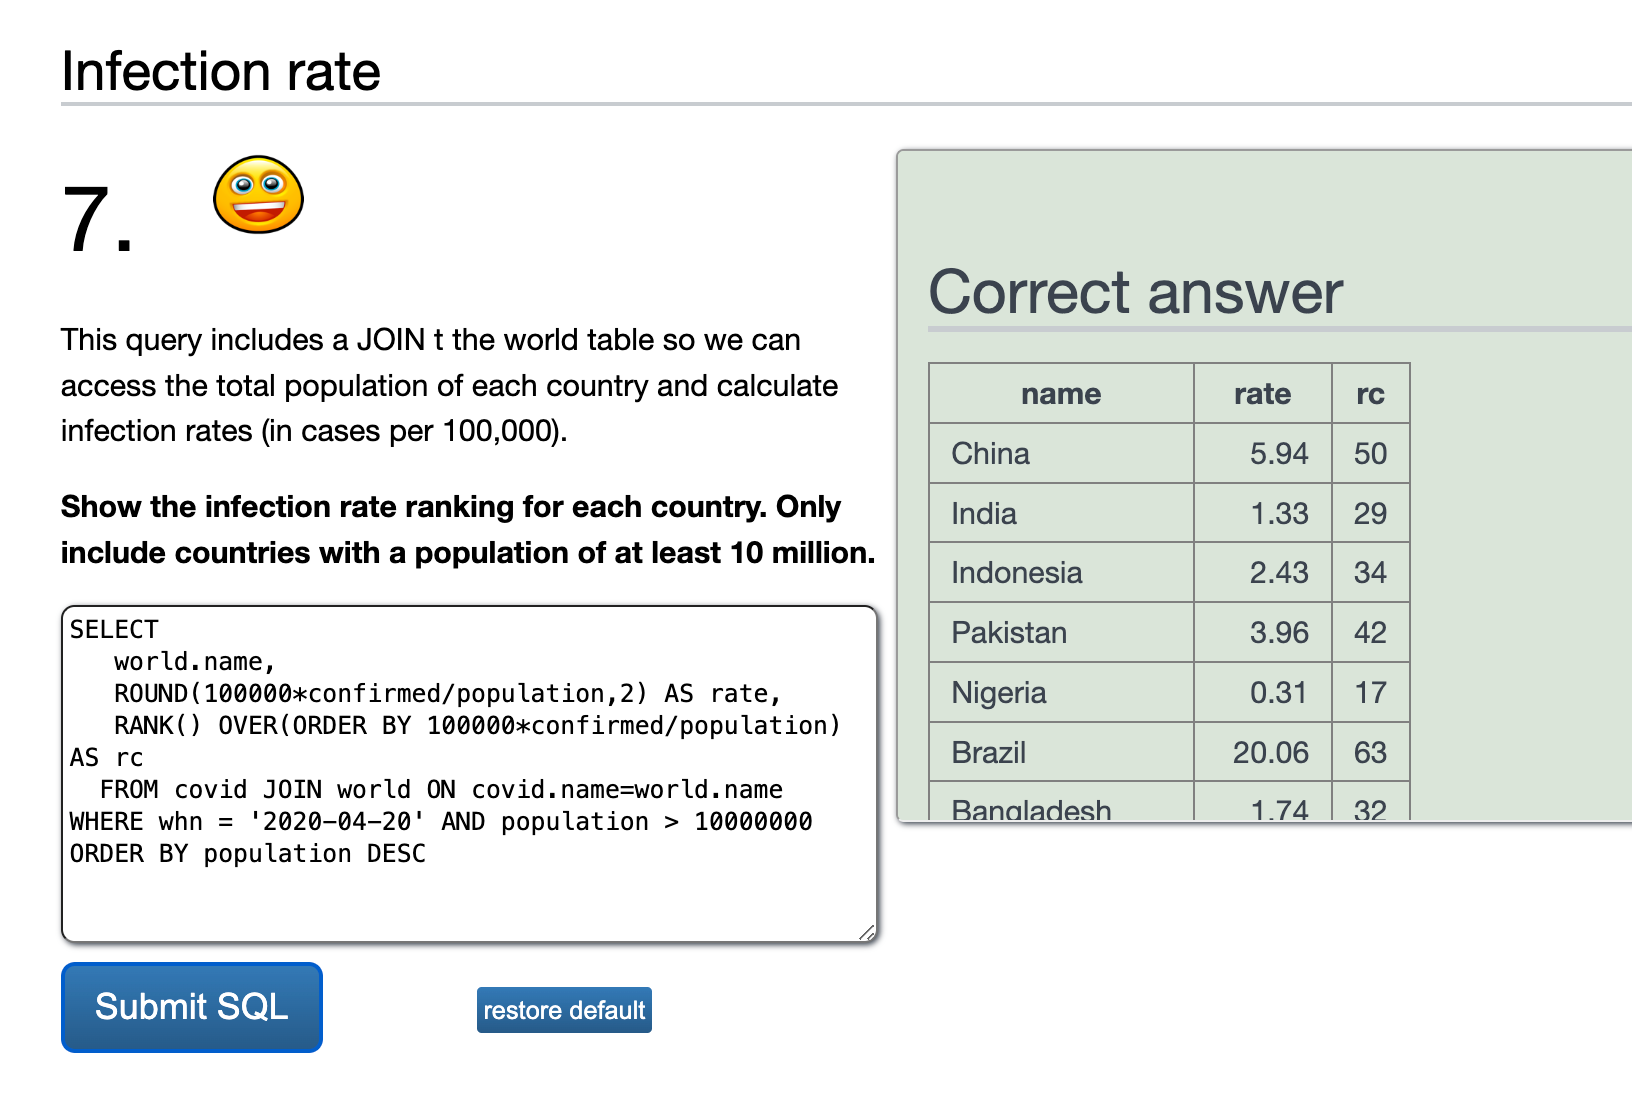 Infection rate
7.
This query includes a JOIN t the world table so we can
access the total population of each country and calculate
infection rates (in cases per 100,000).
Show the infection rate ranking for each country. Only
include countries with a population of at least 10 million.
SELECT
   world.name,
   ROUND(100000*confirmed/population,2) AS rate,
   RANK() OVER(ORDER BY 100000*confirmed/population)
AS rc
  FROM covid JOIN world ON covid.name=world.name
WHERE whn = '2020-04-20' AND population > 10000000
ORDER BY population DESC
Submit SQL restore default
Correct answer
name rate rc
China 5.94 50
India 1.33 29
Indonesia 2.43 34
Pakistan 3.96 42
Nigeria 0.31 17
Brazil 20.06 63
Bangladesh 1.74 32